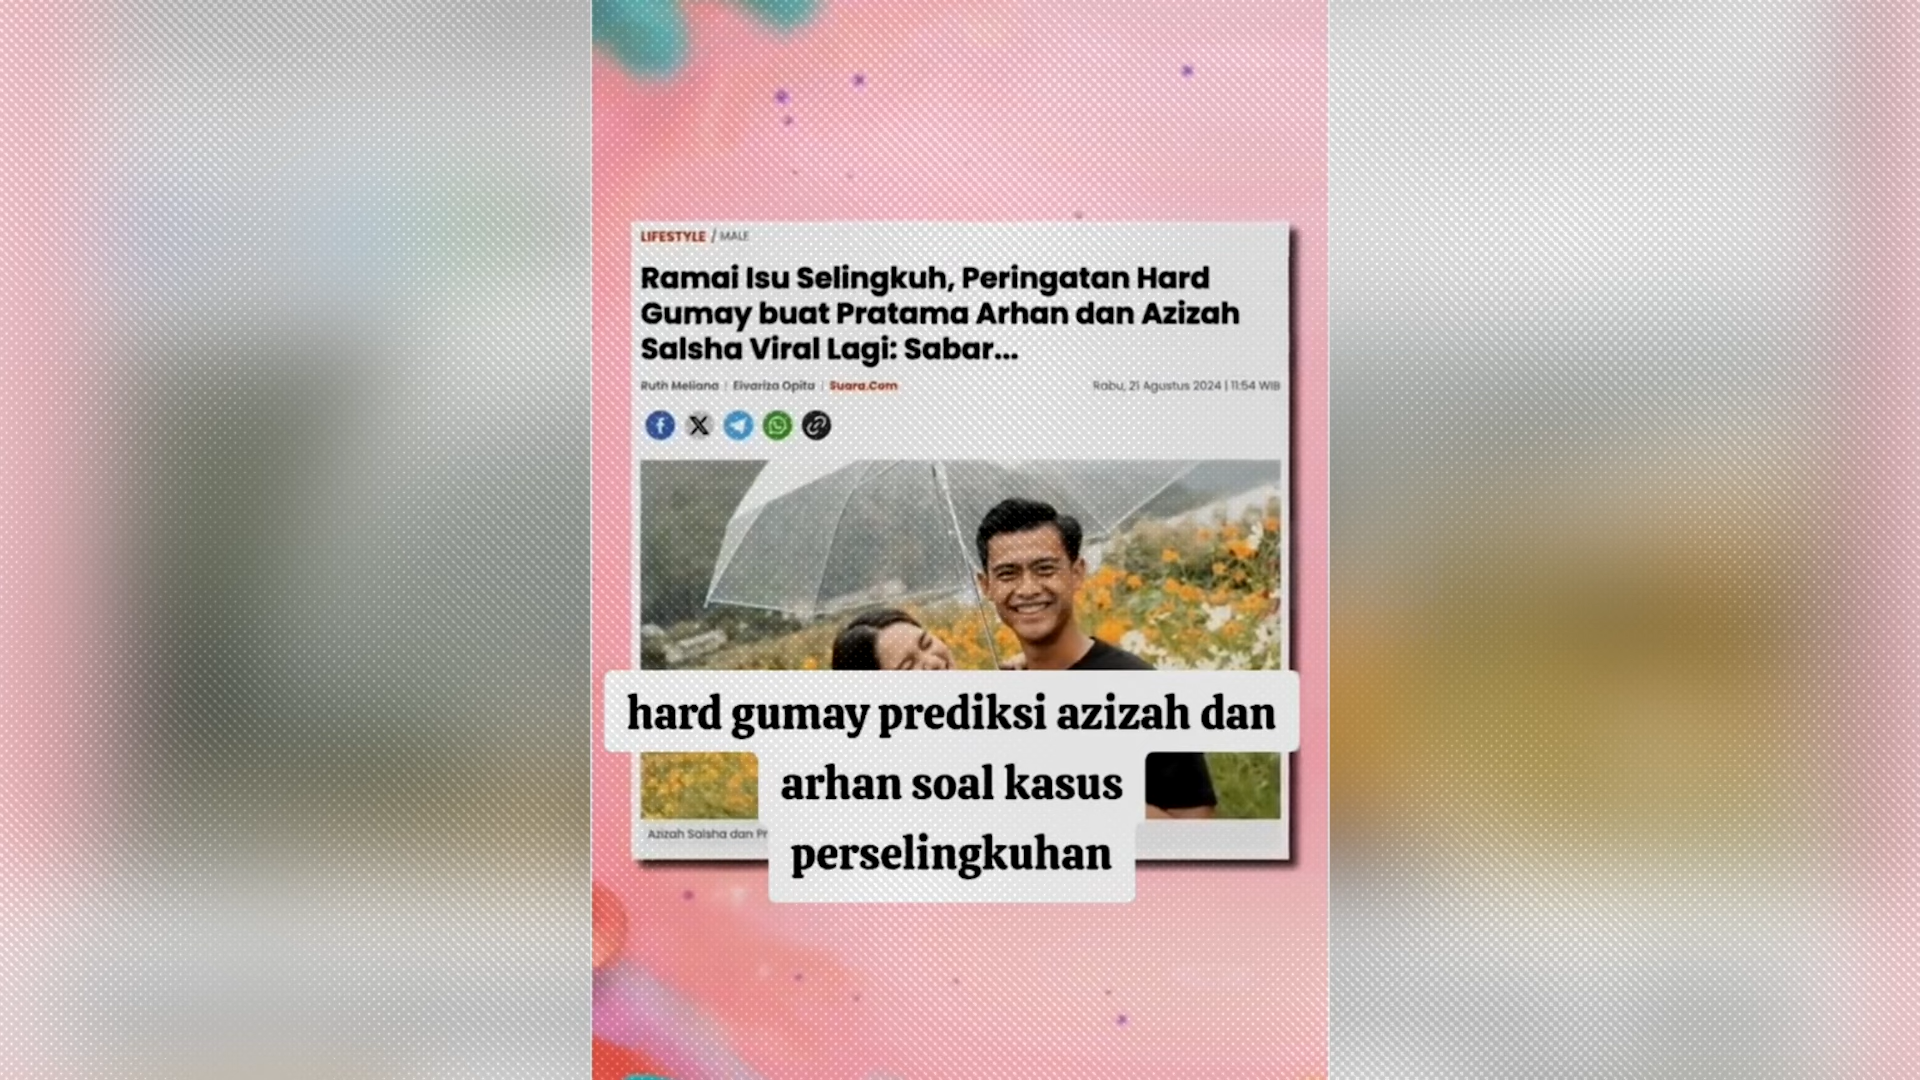 LIFESTYLE / MALE
Ramai Isu Selingkuh, Peringatan Hard
Gumay buat Pratama Arhan dan Azizah
Salsha Viral Lagi: Sabar...
Ruth Meliana | Elvariza Opita | Suara.Com
Rabu, 21 Agustus 2024 | 11:54 WIB
hard gumay prediksi azizah dan
arhan soal kasus
perselingkuhan
Azizah Salsha dan Pr